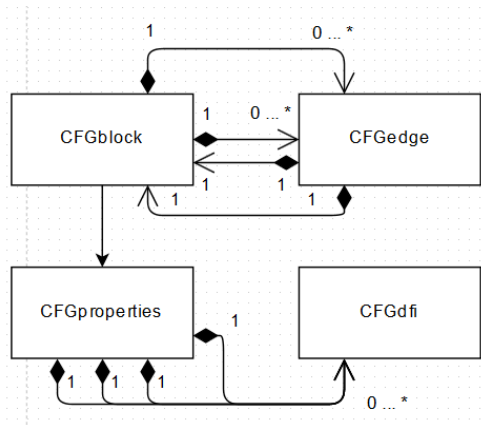 1
0 ... *
1
0 ... *
CFGblock
CFGedge
1
1
1
1
CFGproperties
CFGdfi
1
1
1
1
0 ... *